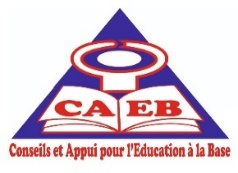 CAEB
Conseils et Appui pour l'Education à la Base